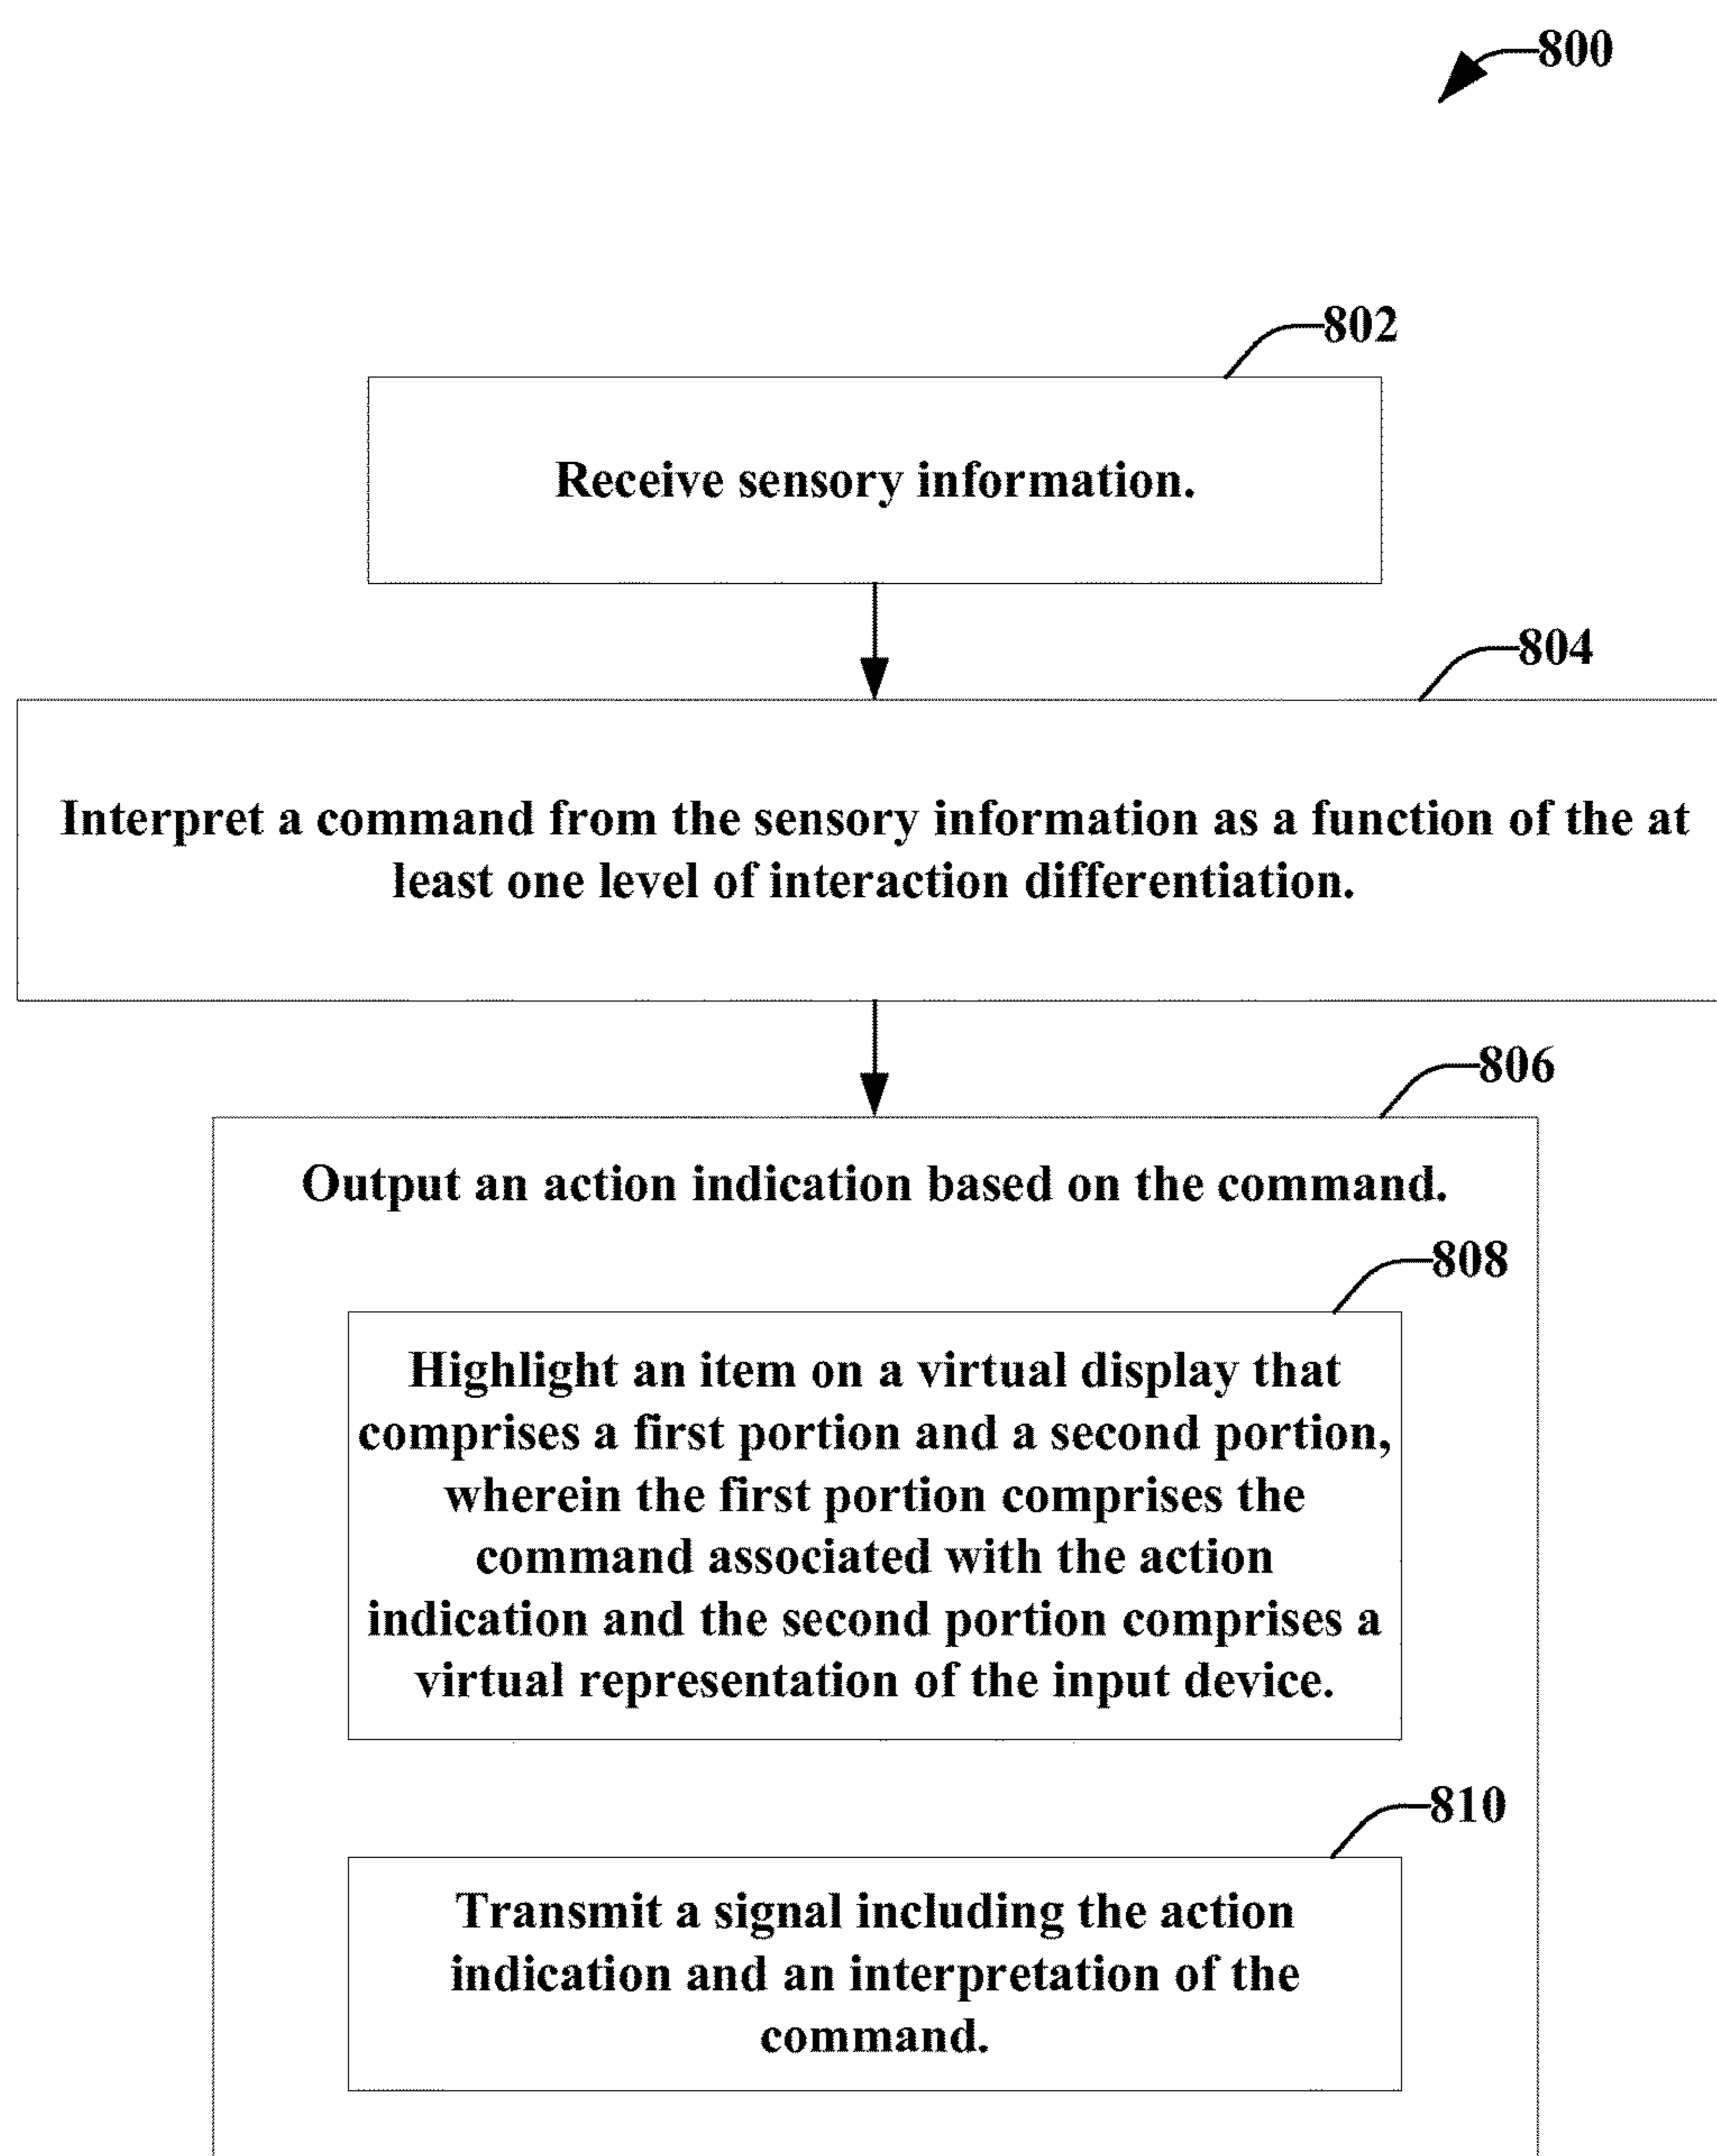 800
802
Receive sensory information.
804
Interpret a command from the sensory information as a function of the at
least one level of interaction differentiation.
806
Output an action indication based on the command.
808
Highlight an item on a virtual display that
comprises a first portion and a second portion,
wherein the first portion comprises the
command associated with the action
indication and the second portion comprises a
virtual representation of the input device.
810
Transmit a signal including the action
indication and an interpretation of the
command.